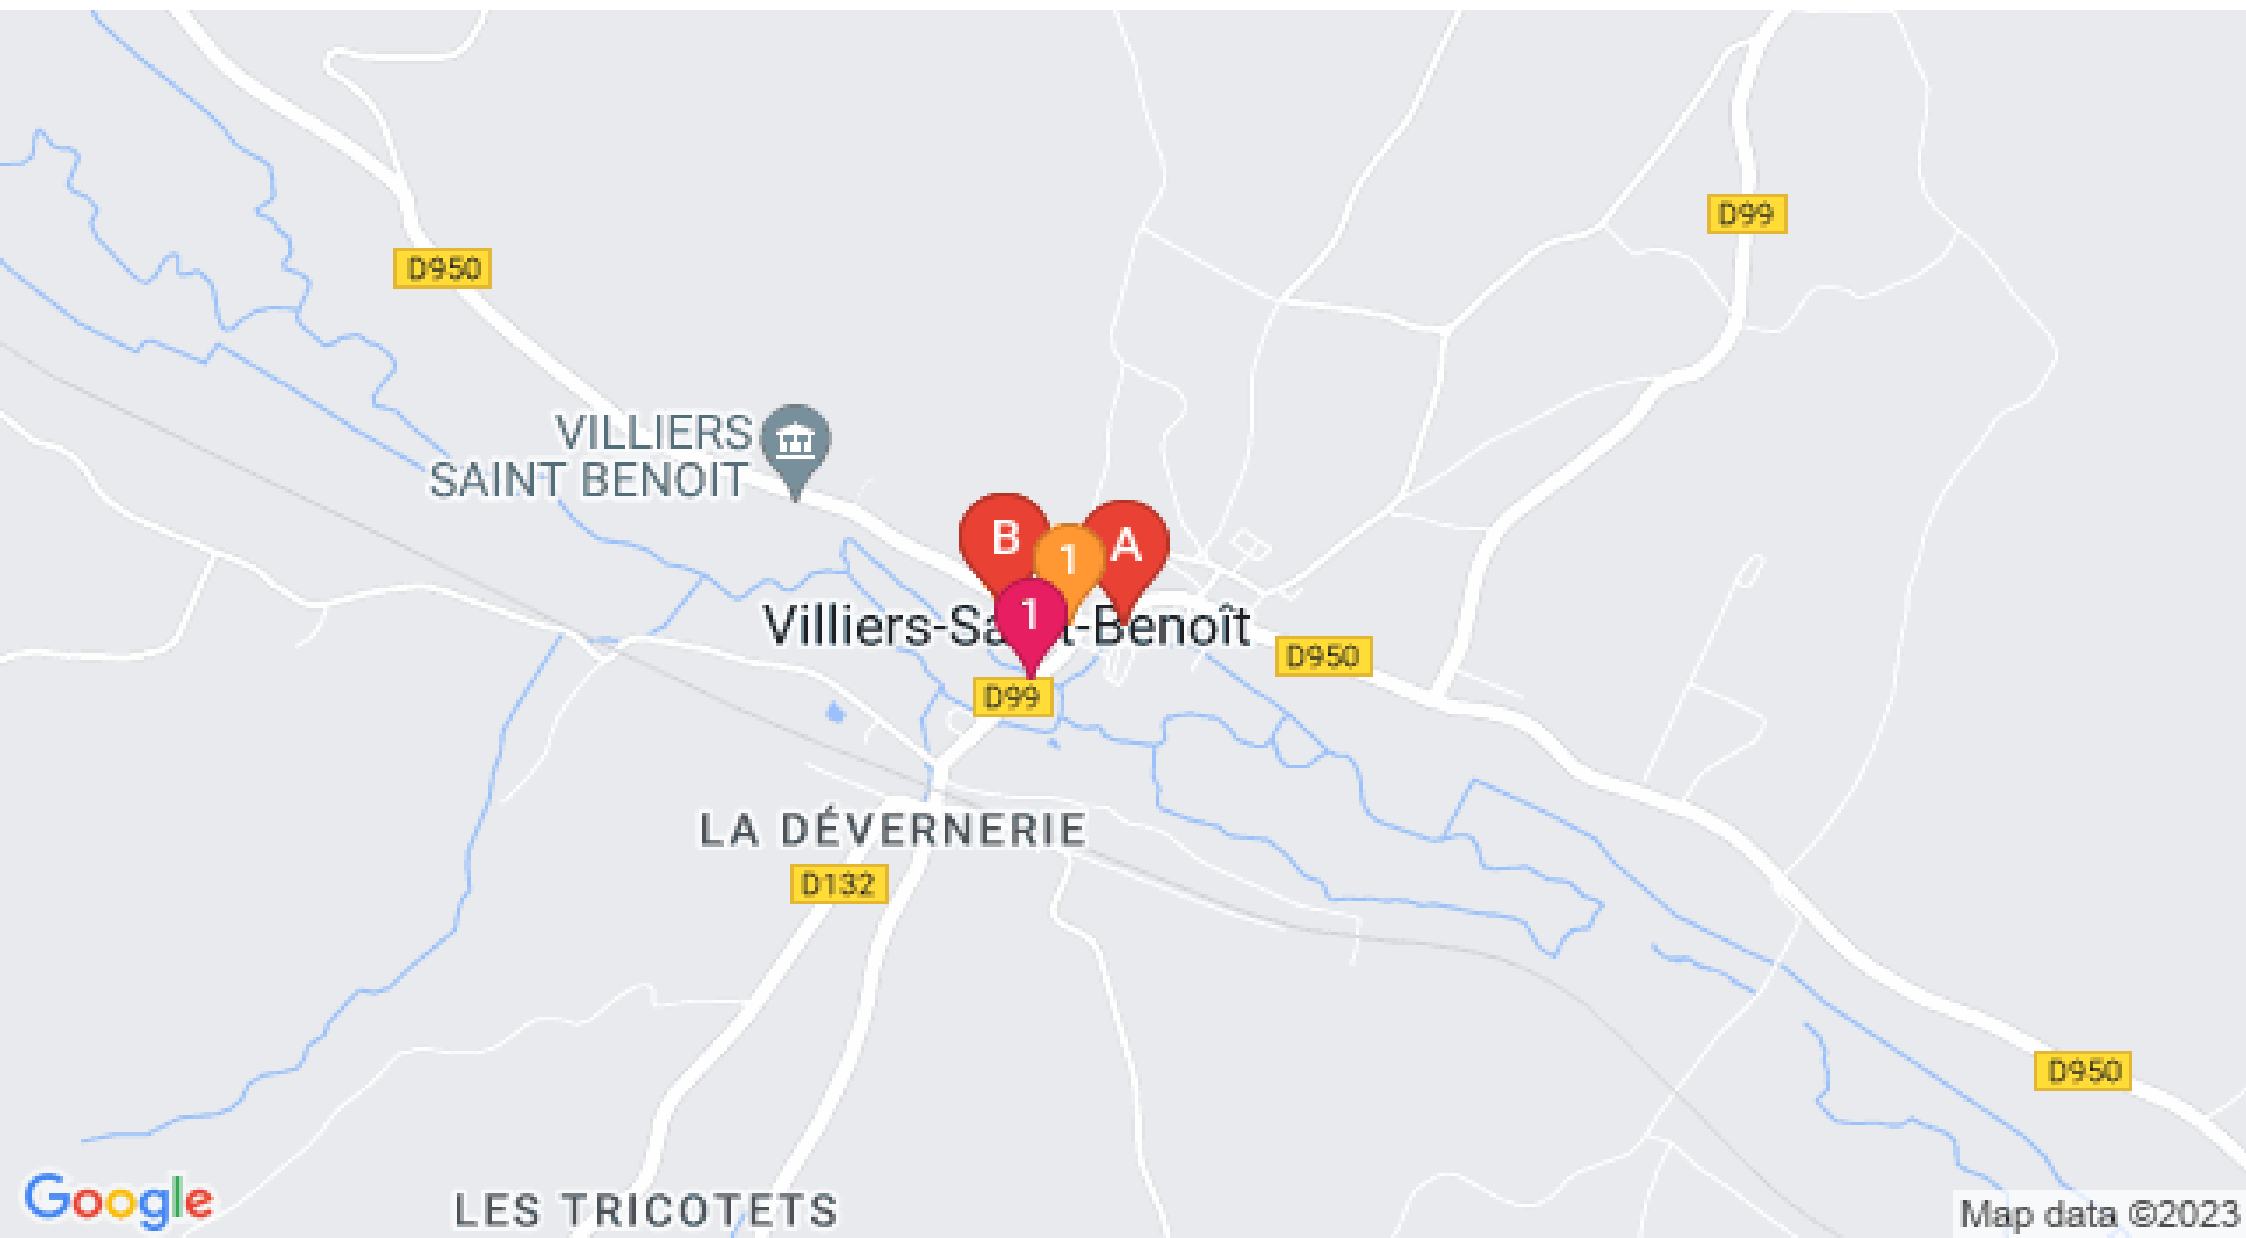 D99
D950
VILLIERS
SAINT BENOIT
B
1
A
1
Villiers-Saint-Benoît
D950
D99
LA DÉVERNERIE
D132
D950
LES TRICOTETS
Google
Map data ©2023